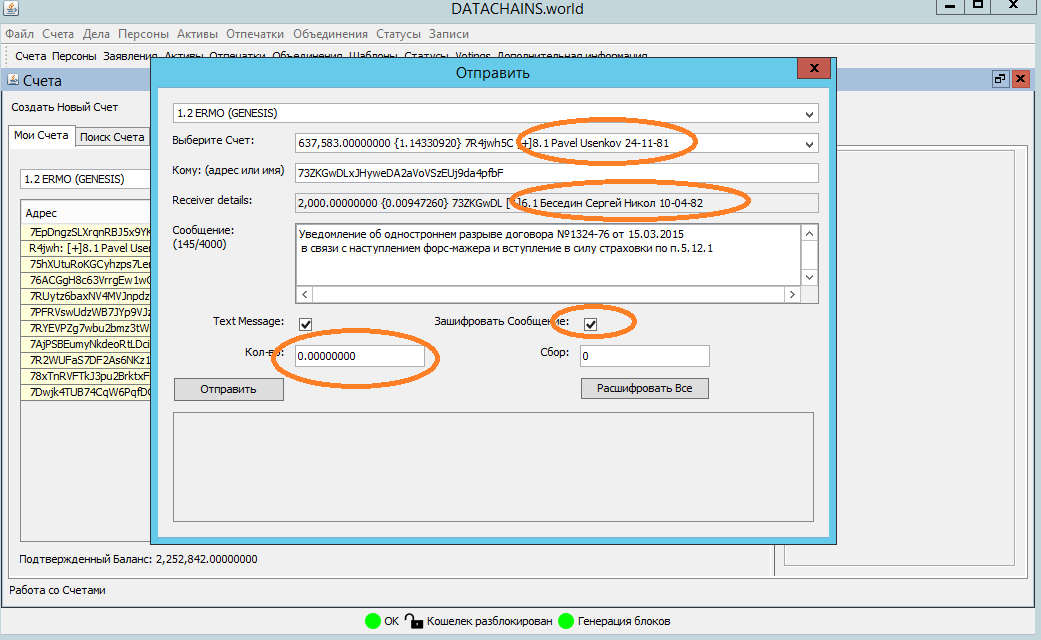 DATACHAINS.world
Файл Счета Дела Персоны Активы Отпечатки Объединения Статусы Записи
Счета Персоны Заявления Активы Отпечатки Объединения Шаблоны Статусы Votings Дополнительная информация
Счета
Создать Новый Счет
Мои Счета Поиск Счета
1.2 ERMO (GENESIS)
Адрес
7EpDngzSLXrqnRBJ5x9YK
R4jwh: [+]8.1 Pavel Usen
75hXUtuRoKGCyhzps7Len
76ACGgH8c63VrrgEw1wC
7RUytz6baxNV4MVJnpdz
7PFRVswUdzWB7JYp9VJz
7RYEVPZg7wbu2bmz3tW
7AjPSBEumyNkdeoRtLDci
7R2WUFaS7DF2As6NKz1
78xTnRVFTkJ3pu2BrktxF
7Dwjk4TUB74CqW6PqfDC
Отправить
1.2 ERMO (GENESIS)
Выберите Счет: 637,583.00000000 {1.14330920} 7R4jwh5C [+]8.1 Pavel Usenkov 24-11-81
Кому: (адрес или имя) 73ZKGwDLxJHyweDA2aVoVSzEUj9da4pfbF
Receiver details: 2,000.00000000 {0.00947260} 73ZKGwDL 6.1 Беседин Сергей Никол 10-04-82
Сообщение:
(145/4000)
Уведомление об одностроннем разрыве договора №1324-76 от 15.03.2015
в связи с наступлением форс-мажера и вступление в силу страховки по п.5.12.1
Text Message: Зашифровать Сообщение:
Кол-во: 0.00000000 Сбор: 0
Отправить Расшифровать Все
Подтвержденный Баланс: 2,252,842.00000000
Работа со Счетами
OK Кошелек разблокирован Генерация блоков